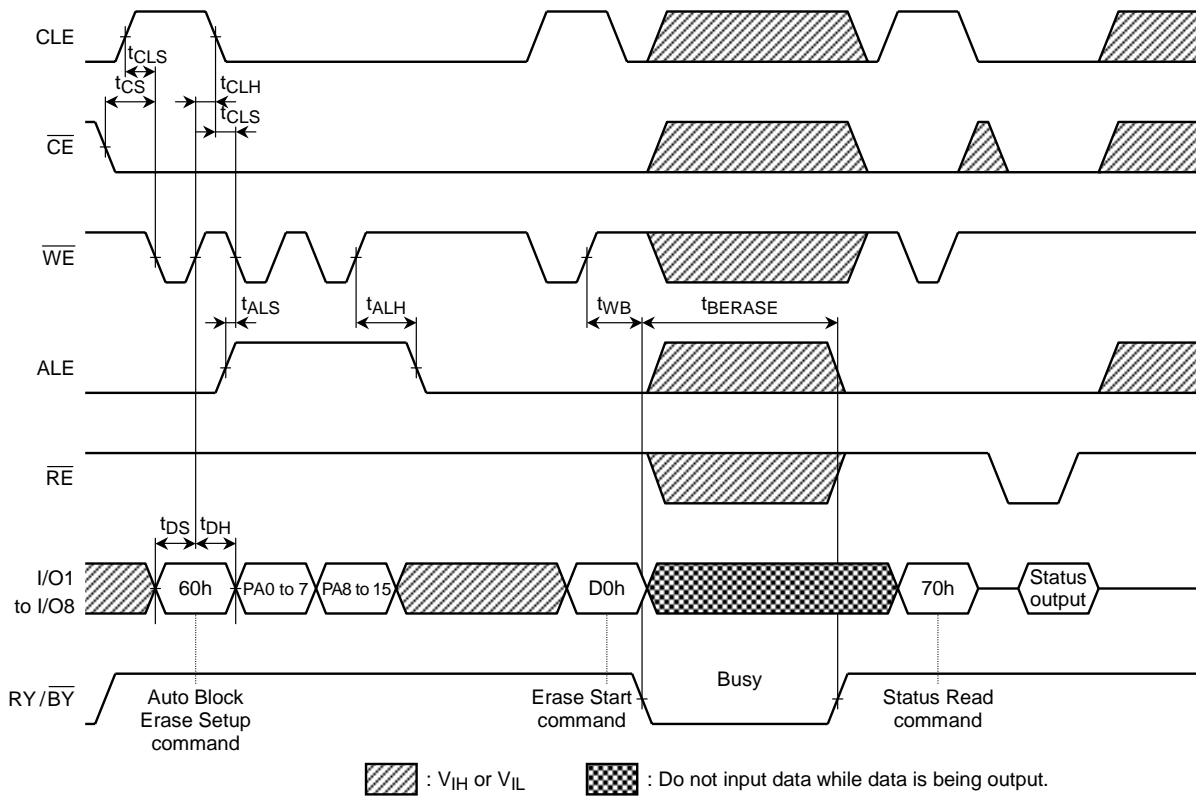 CLE
tCLS
tCS
tCLH
tCLS
CE
WE
tALS
tALH
tWB
tBERASE
ALE
RE
tDS
tDH
I/O1
to I/O8
60h
PA0 to 7
PA8 to 15
D0h
70h
Status
output
RY/BY
Auto Block
Erase Setup
command
Erase Start
command
Busy
Status Read
command
: VIH or VIL
: Do not input data while data is being output.